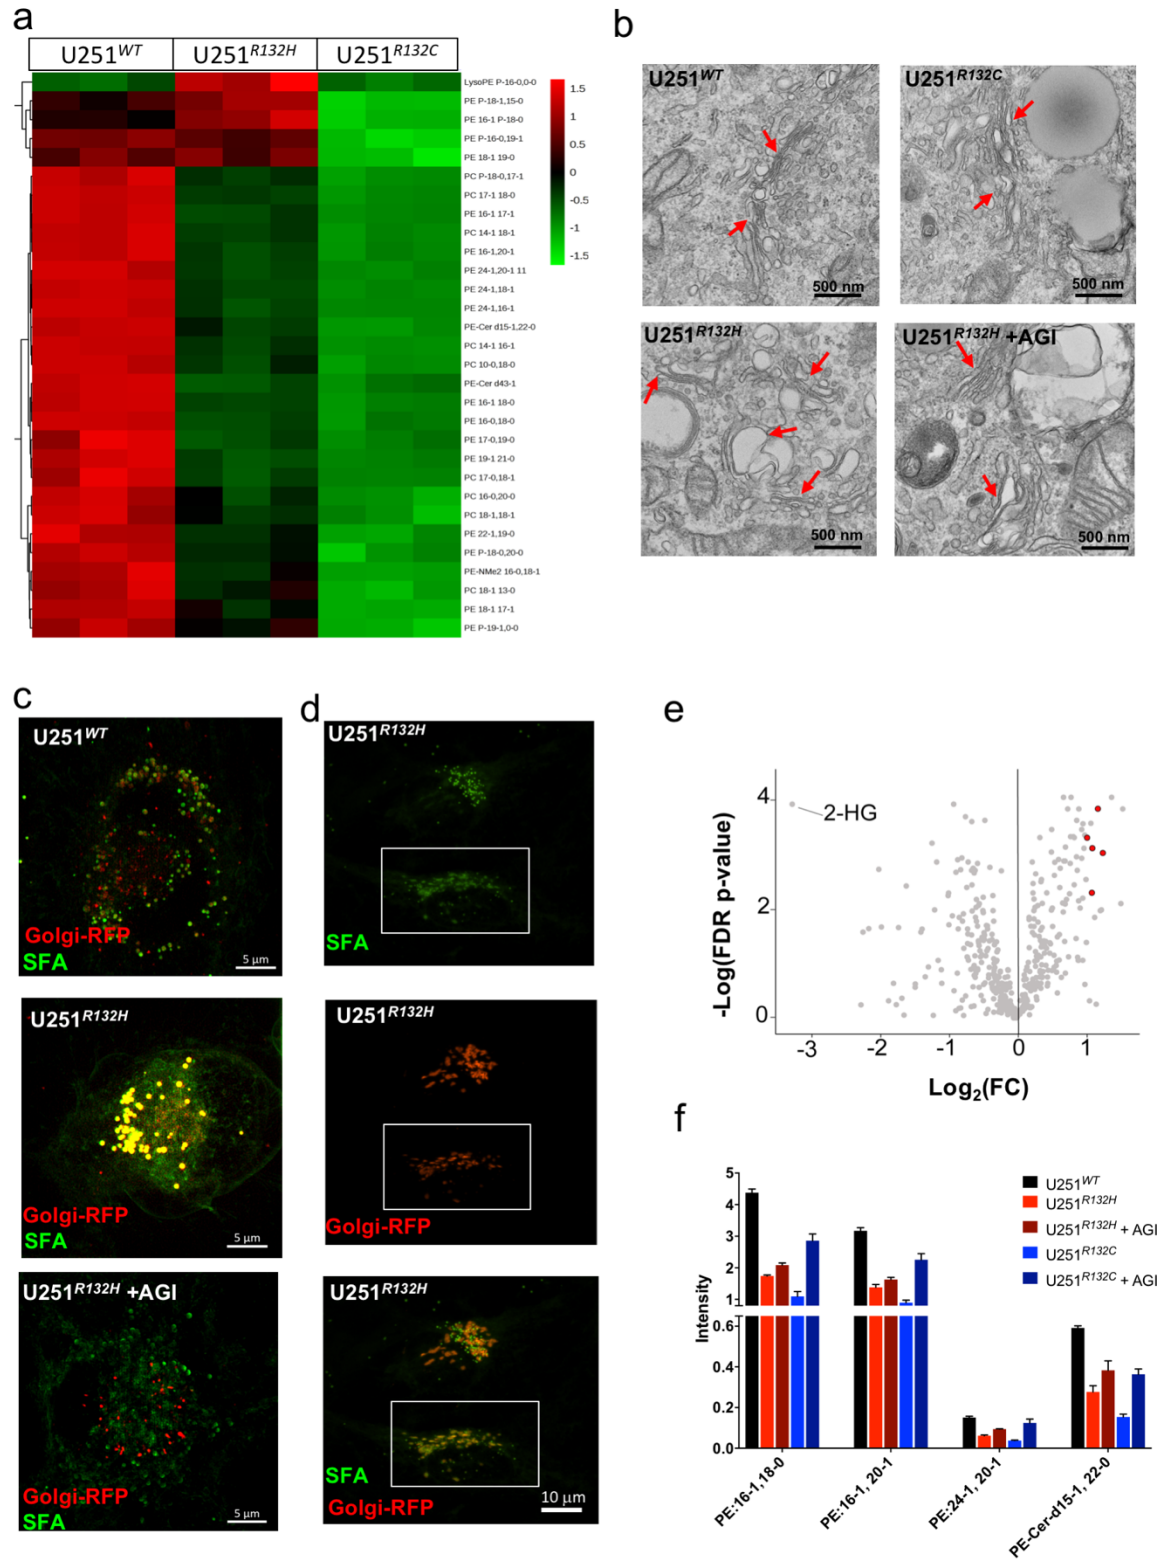 a
U251WT U251R132H U251R132C
LysoPE P-16-0,0-0
PE P-18-1,15-0
PE 16-1 P-18-0
PE P-16-0,19-1
PE 18-1 19-0
PC P-18-0,17-1
PC 17-1 18-0
PE 16-1 17-1
PC 14-1 18-1
PE 16-1,20-1
PE 24-1,20-1 11
PE 24-1,18-1
PE 24-1,16-1
PE-Cer d15-1,22-0
PC 14-1 16-1
PC 10-0,18-0
PE-Cer d43-1
PE 16-1 18-0
PE 16-0,18-0
PE 17-0,19-0
PE 19-1 21-0
PC 17-0,18-1
PC 16-0,20-0
PC 18-1,18-1
PE 22-1,19-0
PE P-18-0,20-0
PE-NMe2 16-0,18-1
PC 18-1 13-0
PE 18-1 17-1
PE P-19-1,0-0
1.5
1
0.5
0
-0.5
-1
-1.5
b
U251WT
500 nm
U251R132C
500 nm
U251R132H
500 nm
U251R132H +AGI
500 nm
c
U251WT
Golgi-RFP
SFA
5 µm
U251R132H
Golgi-RFP
SFA
5 µm
U251R132H +AGI
Golgi-RFP
SFA
5 µm
d
U251R132H
SFA
U251R132H
Golgi-RFP
U251R132H
SFA
Golgi-RFP
10 µm
e
-Log(FDR p-value)
4
2
0
2-HG
-3 -2 -1 0 1
Log2(FC)
f
Intensity
5
4
3
2
1
0.6
0.4
0.2
0.0
U251WT
U251R132H
U251R132H + AGI
U251R132C
U251R132C + AGI
PE:16-1,18-0
PE:16-1, 20-1
PE:24-1, 20-1
PE-Cer-d15-1, 22-0